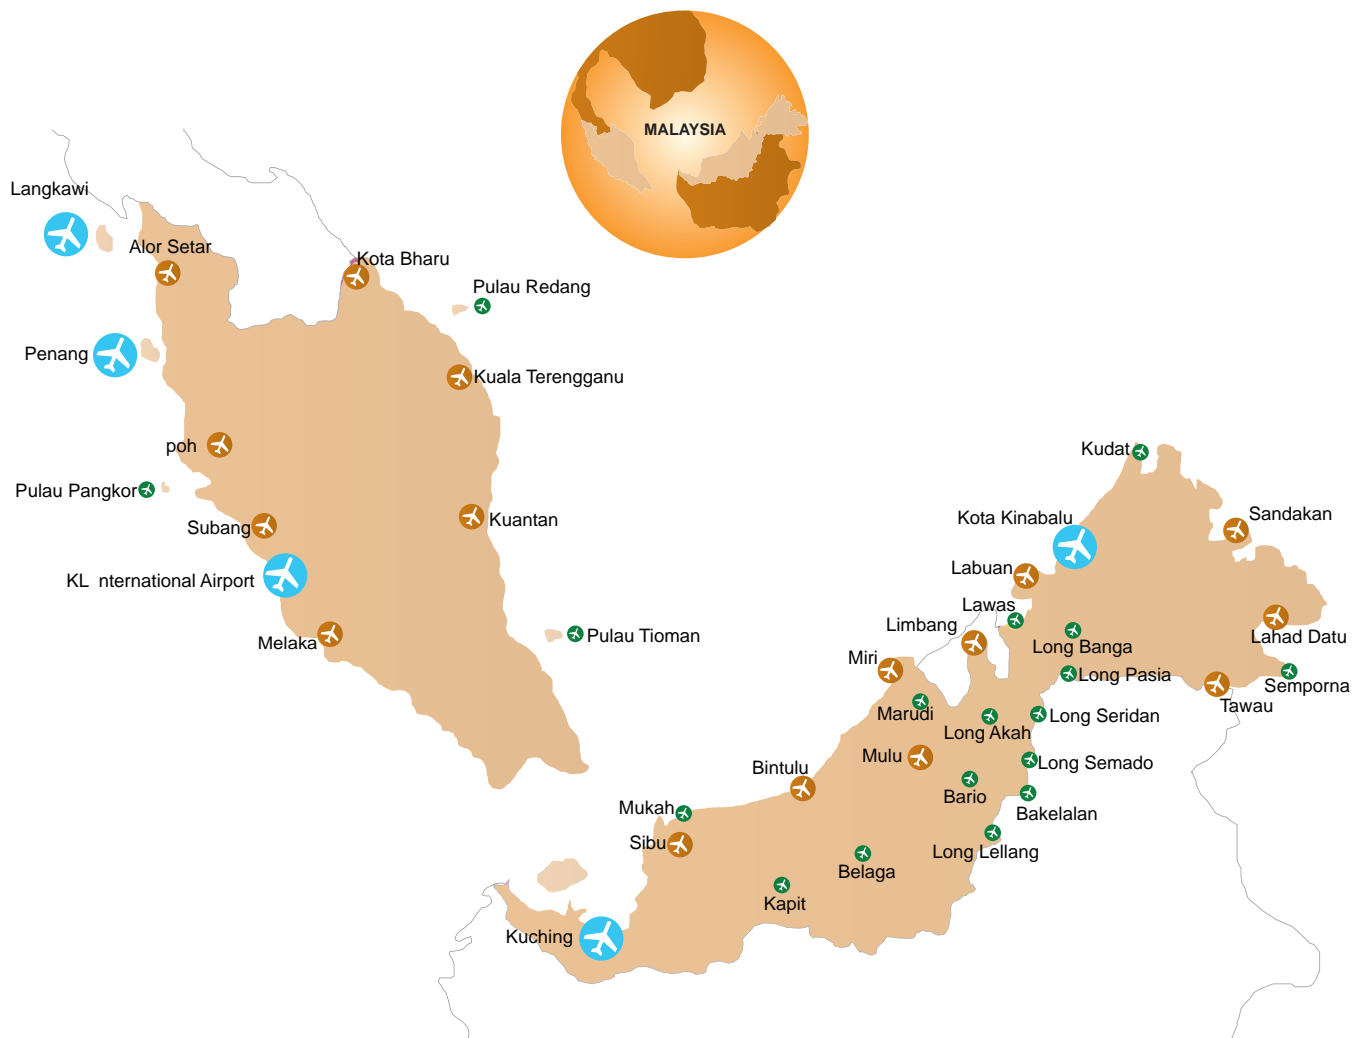 MALAYSIA
Langkawi
Alor Setar
Kota Bharu
Pulau Redang
Penang
Kuala Terengganu
poh
Pulau Pangkor
Subang
Kuantan
KL nternational Airport
Melaka
Pulau Tioman
Kudat
Kota Kinabalu
Sandakan
Labuan
Lawas
Limbang
Long Banga
Lahad Datu
Miri
Long Pasia
Semporna
Tawau
Marudi
Long Akah
Long Seridan
Mulu
Long Semado
Bintulu
Bario
Bakelalan
Mukah
Sibu
Long Lellang
Belaga
Kapit
Kuching